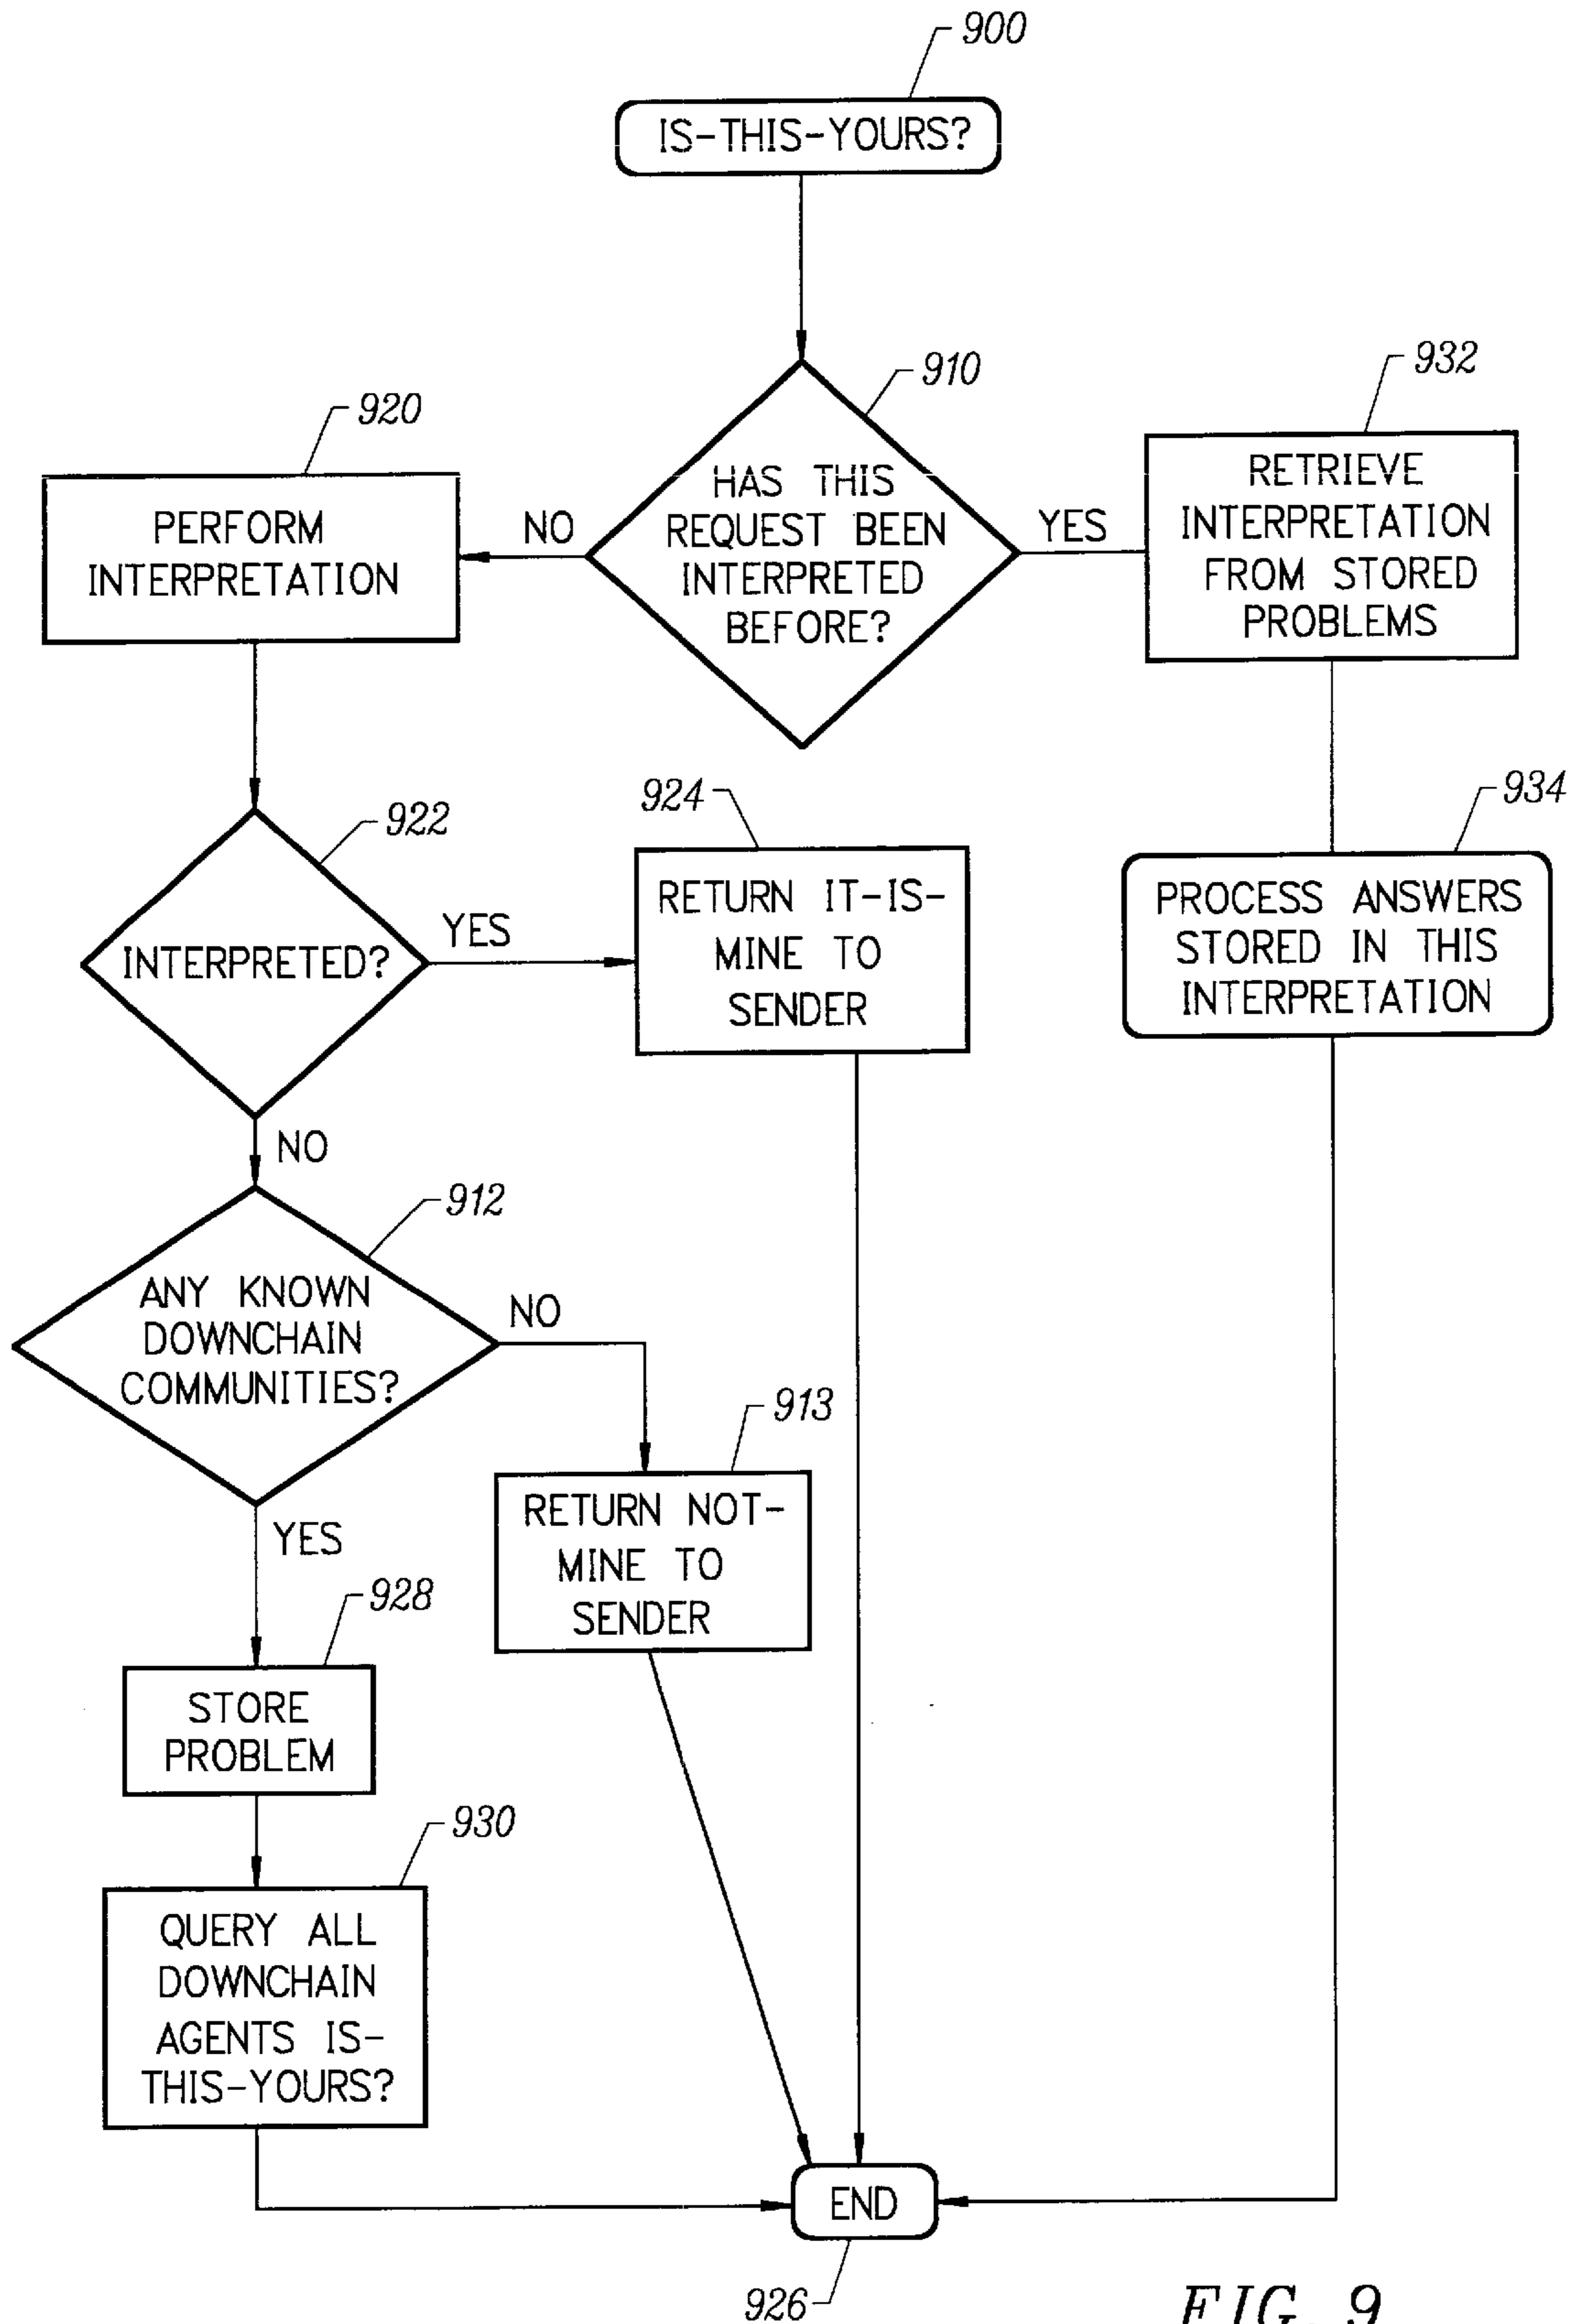 900
IS-THIS-YOURS?
910
HAS THIS
REQUEST BEEN
INTERPRETED
BEFORE?
NO
YES
920
PERFORM
INTERPRETATION
932
RETRIEVE
INTERPRETATION
FROM STORED
PROBLEMS
922
INTERPRETED?
YES
924
RETURN IT-IS-
MINE TO
SENDER
934
PROCESS ANSWERS
STORED IN THIS
INTERPRETATION
NO
912
ANY KNOWN
DOWNCHAIN
COMMUNITIES?
NO
913
RETURN NOT-
MINE TO
SENDER
YES
928
STORE
PROBLEM
930
QUERY ALL
DOWNCHAIN
AGENTS IS-
THIS-YOURS?
END
926
FIG. 9